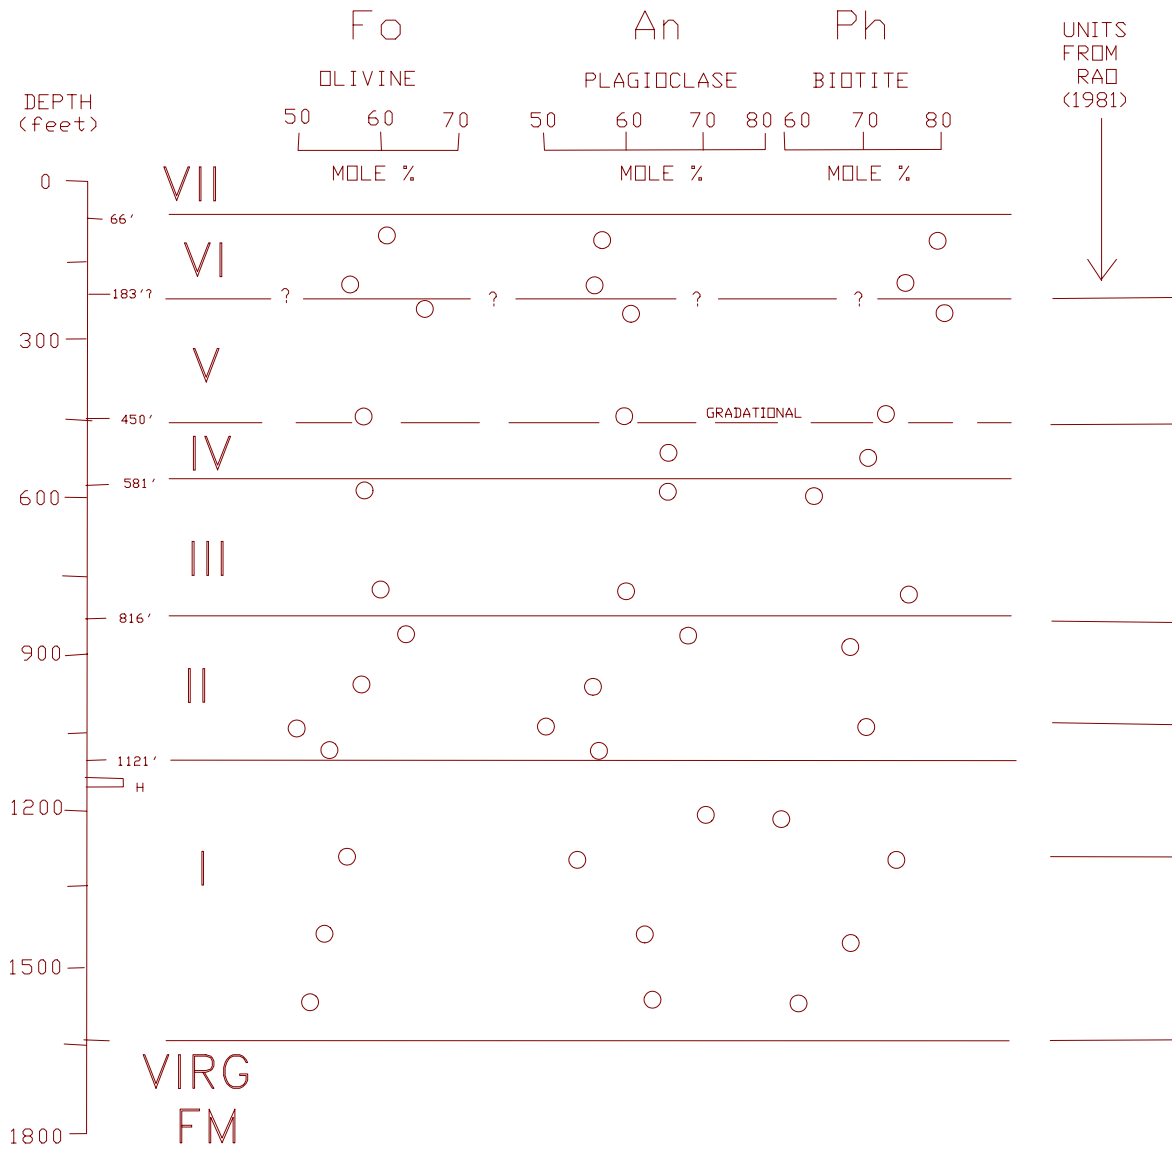 Fo An Ph
OLIVINE PLAGIOCLASE BIOTITE
UNITS
FROM
RAO
(1981)
DEPTH
(feet)
50 60 70 50 60 70 80 60 70 80
MOLE % MOLE % MOLE %
0 VII
66'
VI
183'? ? ? ? ?
300
V
450' GRADATIONAL
IV
581'
600
III
816'
900
II
1121'
H
1200
I
1500
VIRG
FM
1800